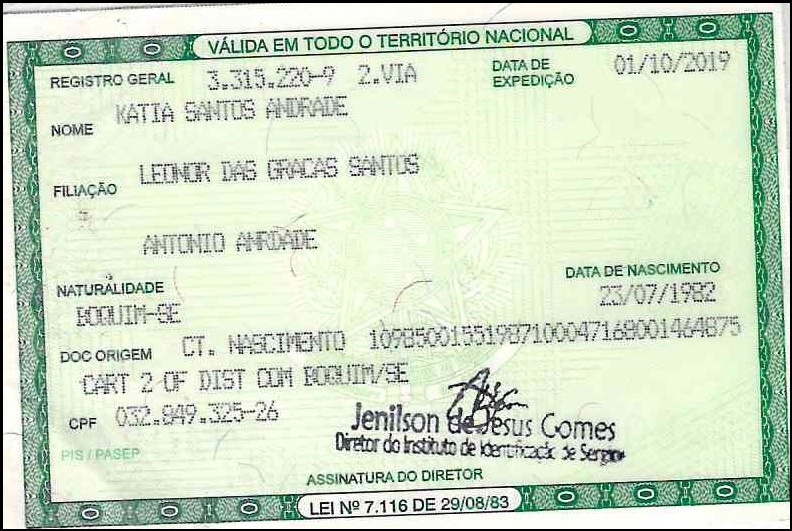 VÁLIDA EM TODO O TERRITÓRIO NACIONAL
REGISTRO GERAL 3.315.220-9 2.VIA DATA DE EXPEDIÇÃO 01/10/2019
NOME KATIA SANTOS ANDRADE
FILIAÇÃO LEONOR DAS GRACAS SANTOS
ANTONIO ANRDADE
NATURALIDADE DATA DE NASCIMENTO
BOQUIM-SE 23/07/1982
DOC ORIGEM CT. NASCIMENTO 10985001551987100047168001464875
CART 2 OF DIST COM BOQUIM/SE
CPF 032.849.325-26
Jenilson de Jesus Gomes
Diretor do Instituto de Identificação de
PIS / PASEP
ASSINATURA DO DIRETOR
LEI Nº 7.116 DE 29/08/83